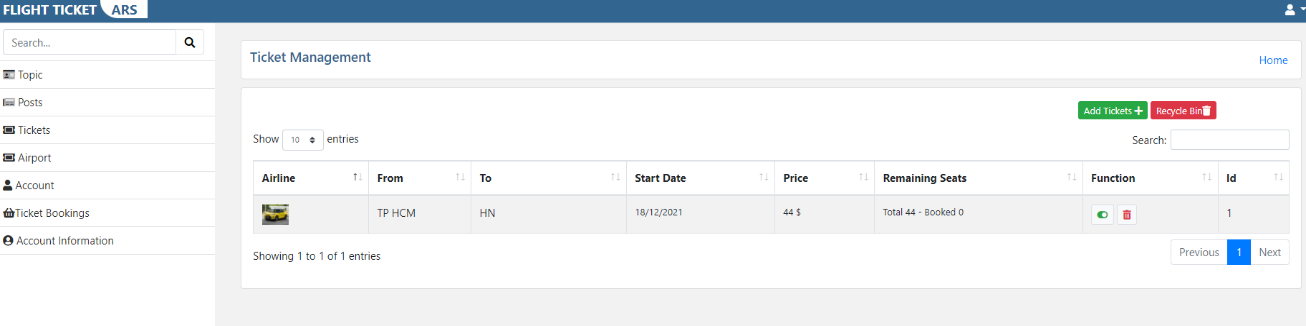 FLIGHT TICKET ARS
Search...
Topic
Posts
Tickets
Airport
Account
Ticket Bookings
Account Information
Ticket Management
Home
Add Tickets Recycle Bin
Show 10 entries
Search:
Airline From To Start Date Price Remaining Seats Function Id
TP HCM HN 18/12/2021 44 $ Total 44 - Booked 0 1
Showing 1 to 1 of 1 entries
Previous 1 Next